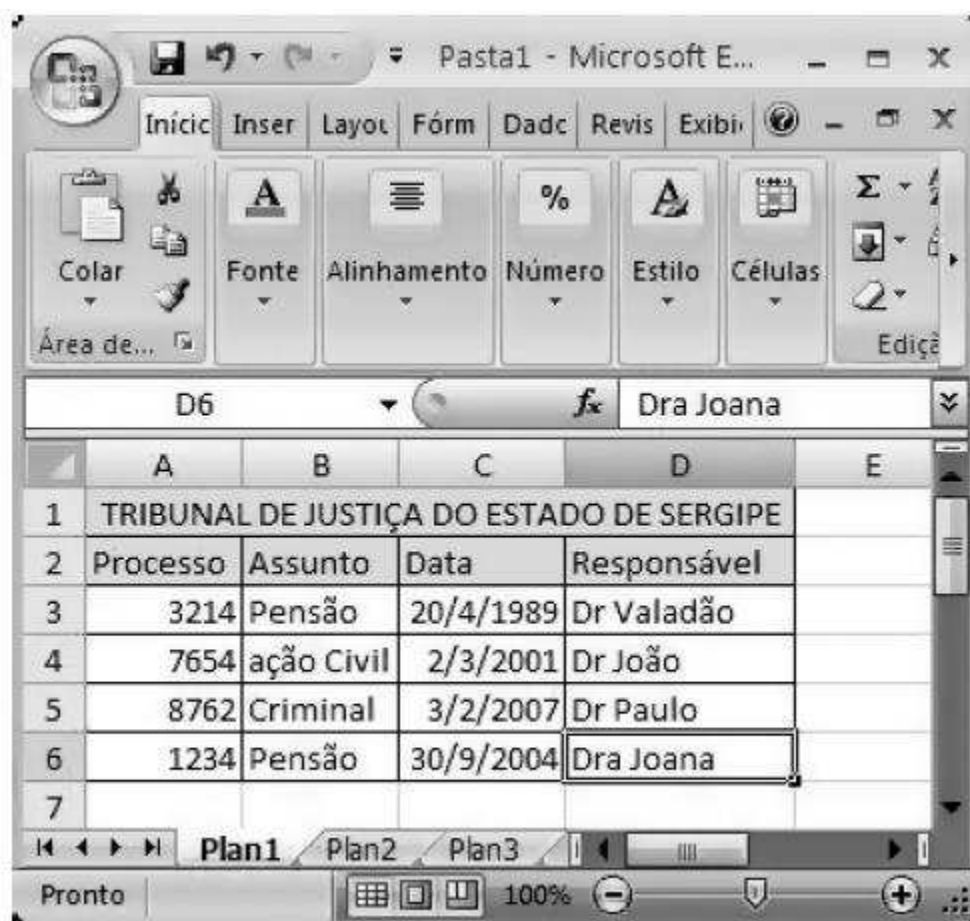 Pasta1 - Microsoft E...
Iníci Inser Layou Fórm Dadc Revis Exibi
Colar Fonte Alinhamento Número Estilo Células
Área de... Ediçã
D6 fx Dra Joana
A B C D E
1 TRIBUNAL DE JUSTIÇA DO ESTADO DE SERGIPE
2 Processo Assunto Data Responsável
3 3214 Pensão 20/4/1989 Dr Valadão
4 7654 ação Civil 2/3/2001 Dr João
5 8762 Criminal 3/2/2007 Dr Paulo
6 1234 Pensão 30/9/2004 Dra Joana
7
Plan1 Plan2 Plan3
Pronto 100%